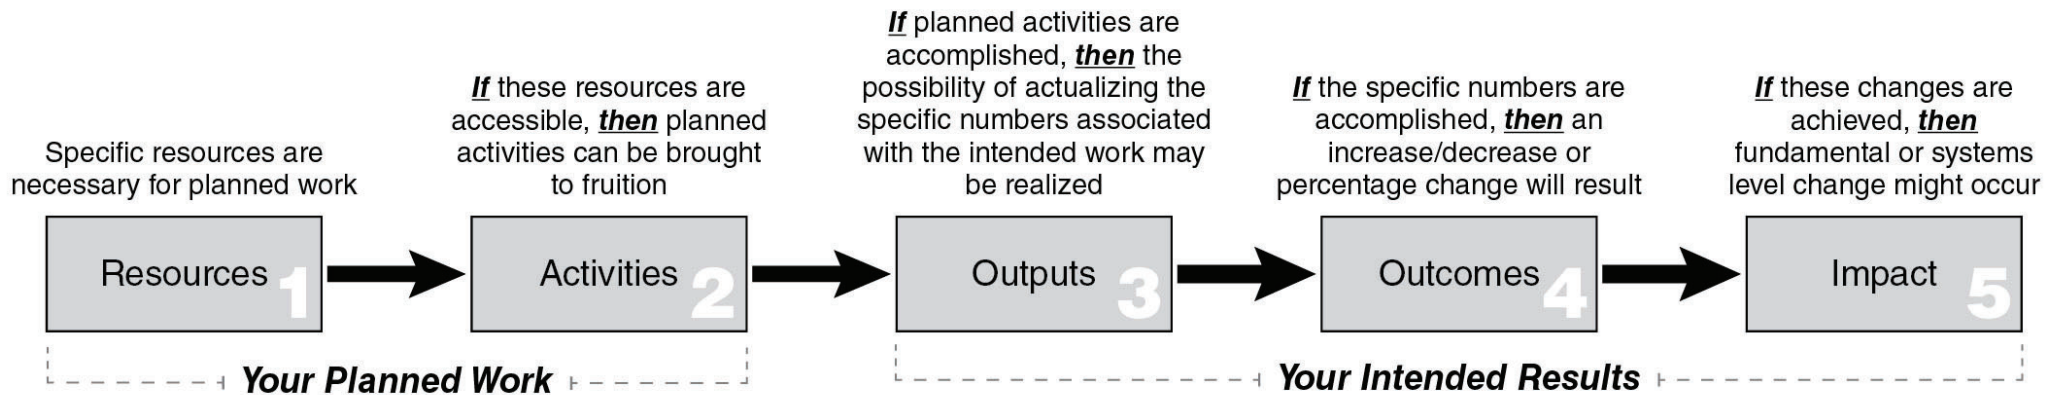 Specific resources are
necessary for planned work
If these resources are
accessible, then planned
activities can be brought
to fruition
If planned activities are
accomplished, then the
possibility of actualizing the
specific numbers associated
with the intended work may
be realized
If the specific numbers are
accomplished, then an
increase/decrease or
percentage change will result
If these changes are
achieved, then
fundamental or systems
level change might occur
Resources 1
Activities 2
Outputs 3
Outcomes 4
Impact 5
Your Planned Work
Your Intended Results